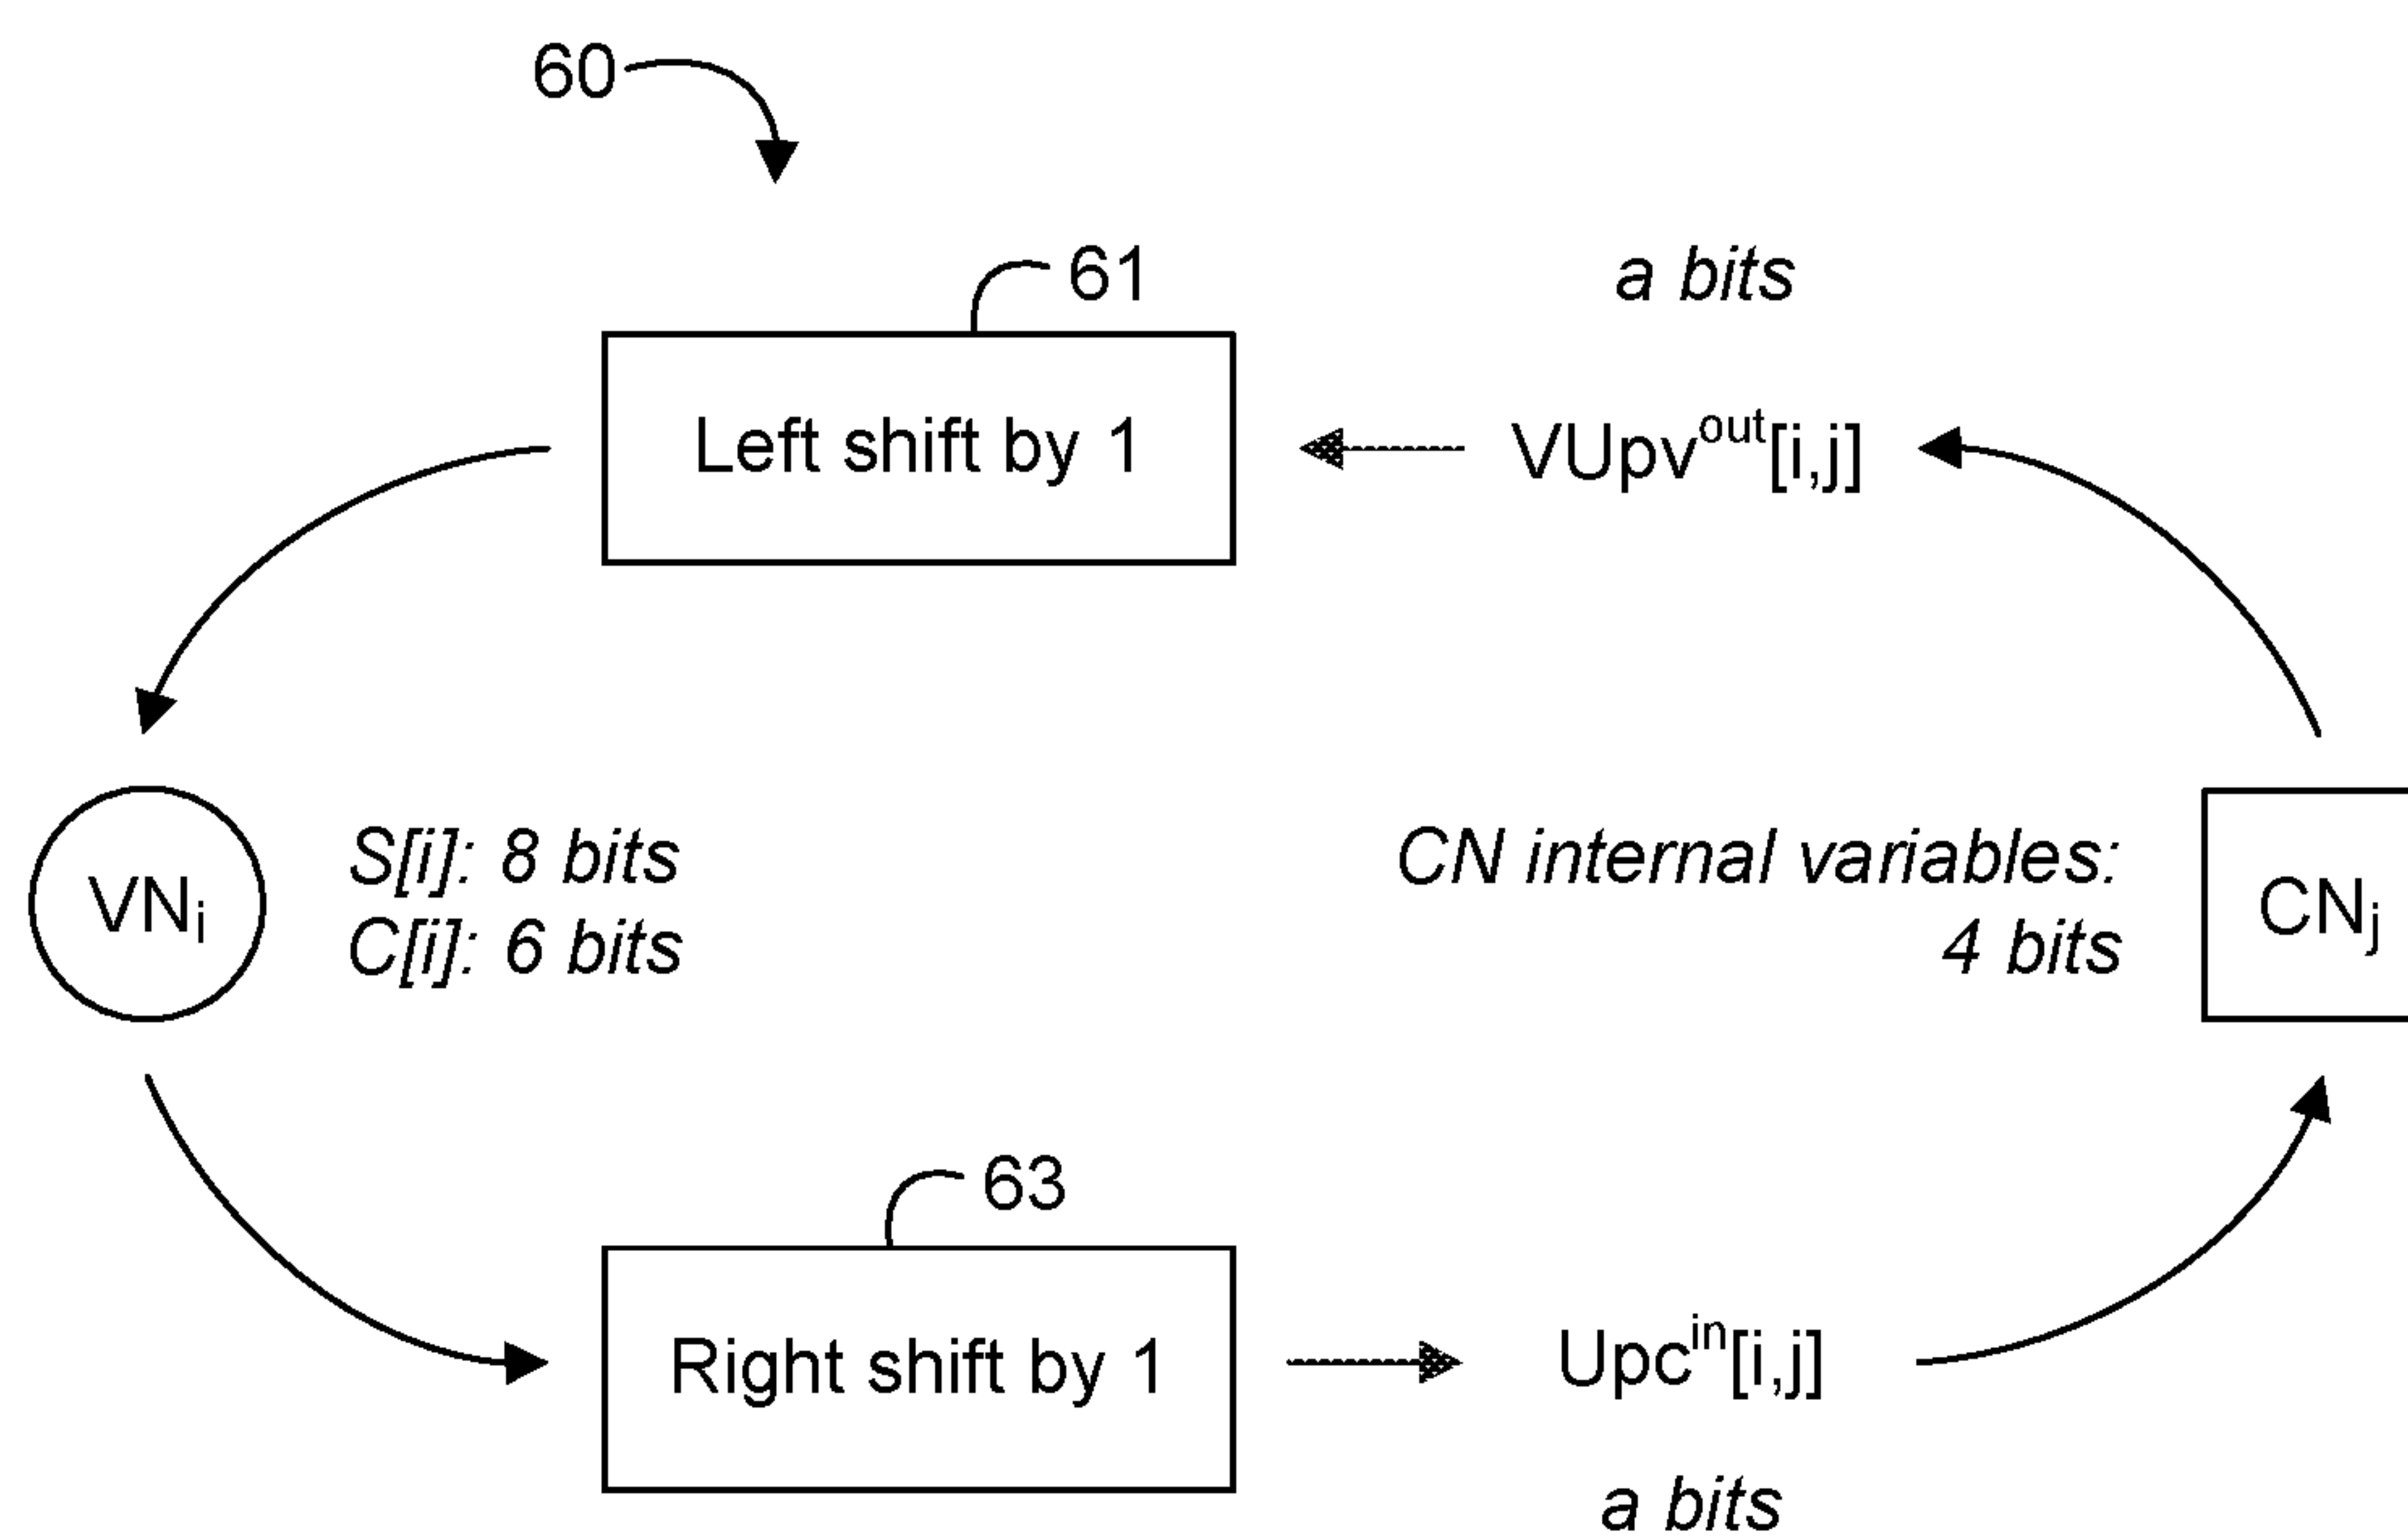 60
61
a bits
Left shift by 1
VUpv^out[i,j]
S[i]: 8 bits
CN internal variables:
VN_i
CN_j
C[i]: 6 bits
4 bits
63
Right shift by 1
Upc^in[i,j]
a bits